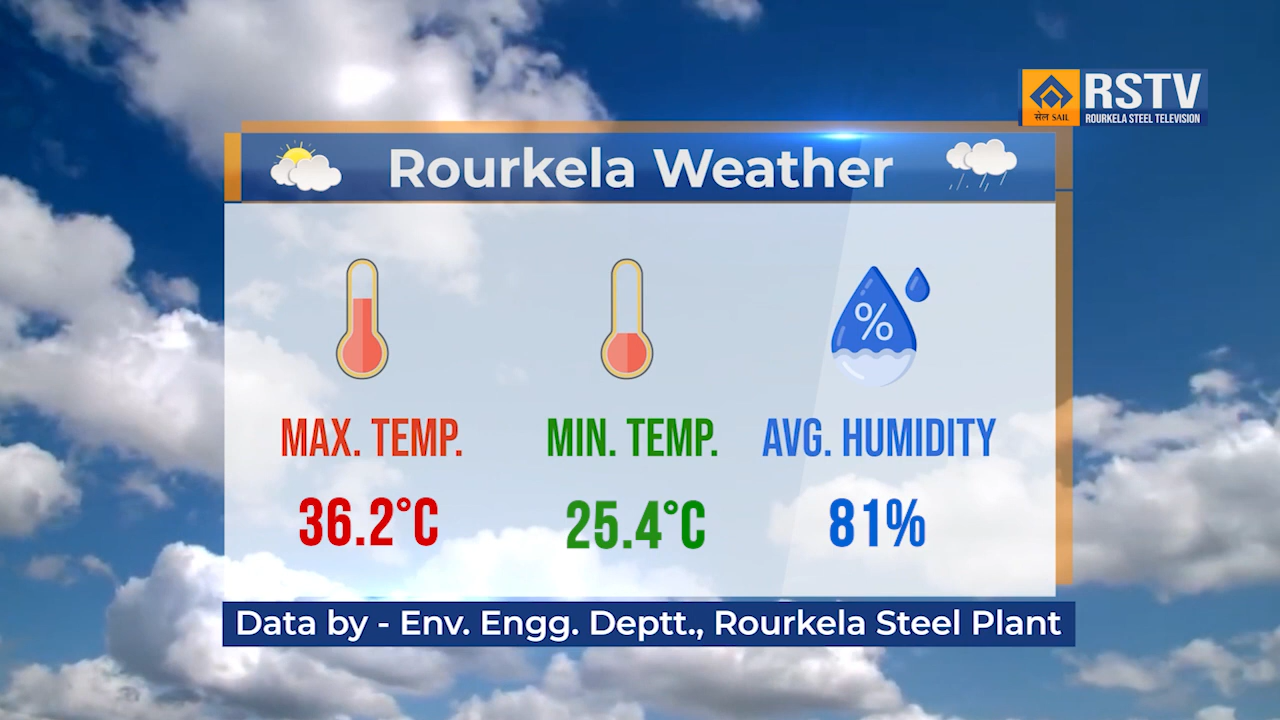 सेल SAIL
RSTV
ROURKELA STEEL TELEVISION
Rourkela Weather
%
MAX. TEMP.
MIN. TEMP.
AVG. HUMIDITY
36.2°C
25.4°C
81%
Data by - Env. Engg. Deptt., Rourkela Steel Plant